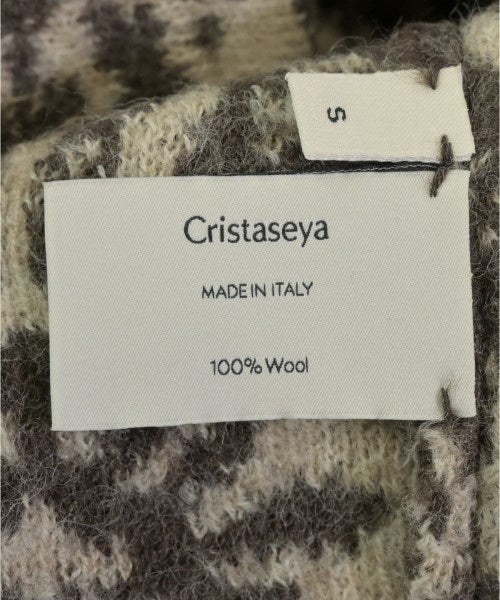 S
Cristaseya
MADE IN ITALY
100% Wool